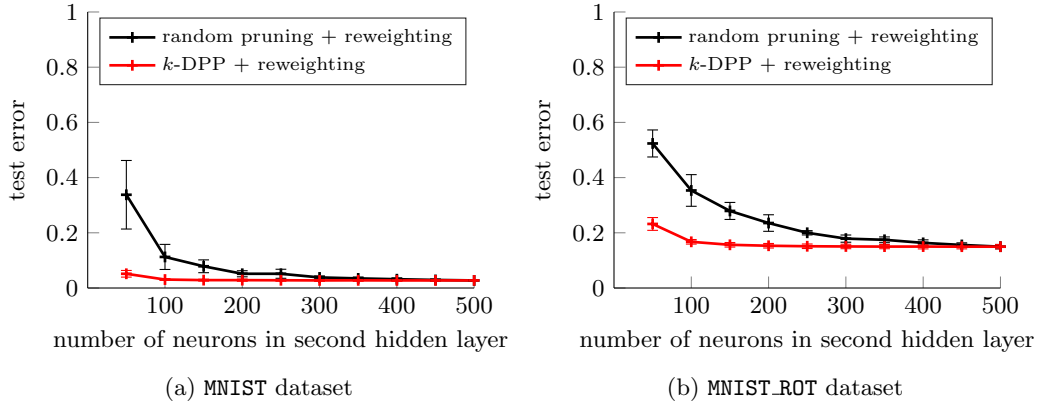 1
0.8
0.6
0.4
0.2
0
test error
random pruning + reweighting
k-DPP + reweighting
100 200 300 400 500
number of neurons in second hidden layer
(a) MNIST dataset
1
0.8
0.6
0.4
0.2
0
test error
random pruning + reweighting
k-DPP + reweighting
100 200 300 400 500
number of neurons in second hidden layer
(b) MNIST_ROT dataset